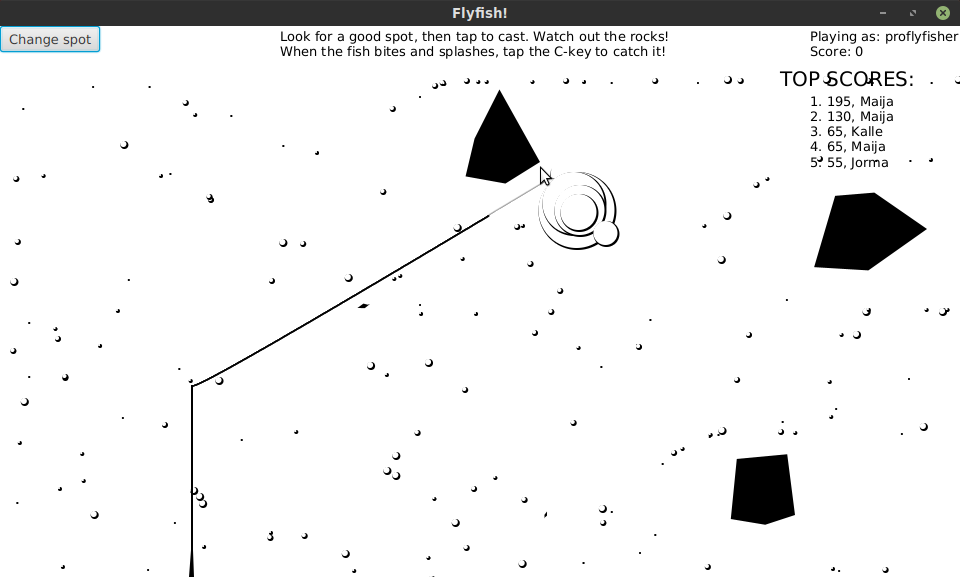 Flyfish!
Change spot
Look for a good spot, then tap to cast. Watch out the rocks!
When the fish bites and splashes, tap the C-key to catch it!
Playing as: proflyfisher
Score: 0
TOP SCORES:
1. 195, Maija
2. 130, Maija
3. 65, Kalle
4. 65, Maija
5. 55, Jorma